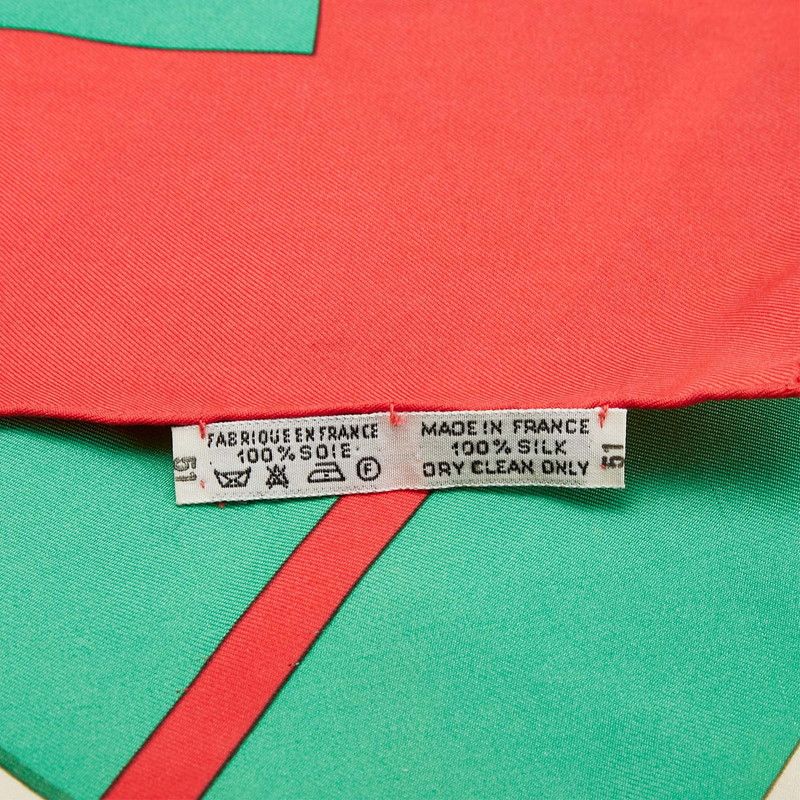 FABRIQUE EN FRANCE
100% SOIE
F
51
MADE IN FRANCE
100% SILK
DRY CLEAN ONLY
51